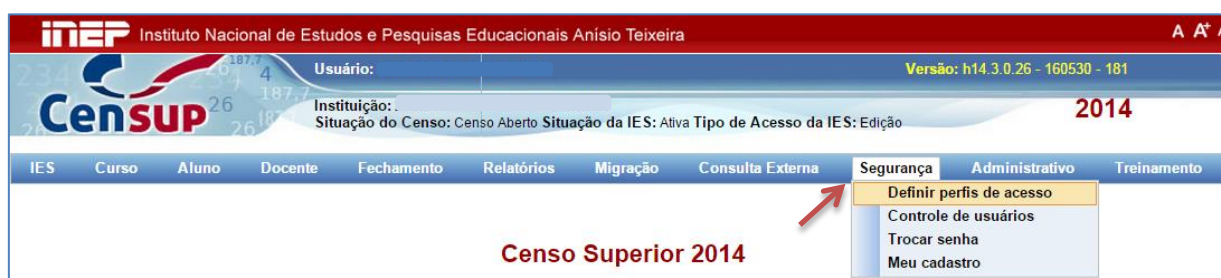 inep Instituto Nacional de Estudos e Pesquisas Educacionais Anísio Teixeira
A A+
Censup
Usuário:
Versão: h14.3.0.26 - 160530 - 181
Instituição:
Situação do Censo: Censo Aberto Situação da IES: Ativa Tipo de Acesso da IES: Edição
2014
IES Curso Aluno Docente Fechamento Relatórios Migração Consulta Externa Segurança Administrativo Treinamento
Definir perfis de acesso
Controle de usuários
Trocar senha
Meu cadastro
Censo Superior 2014